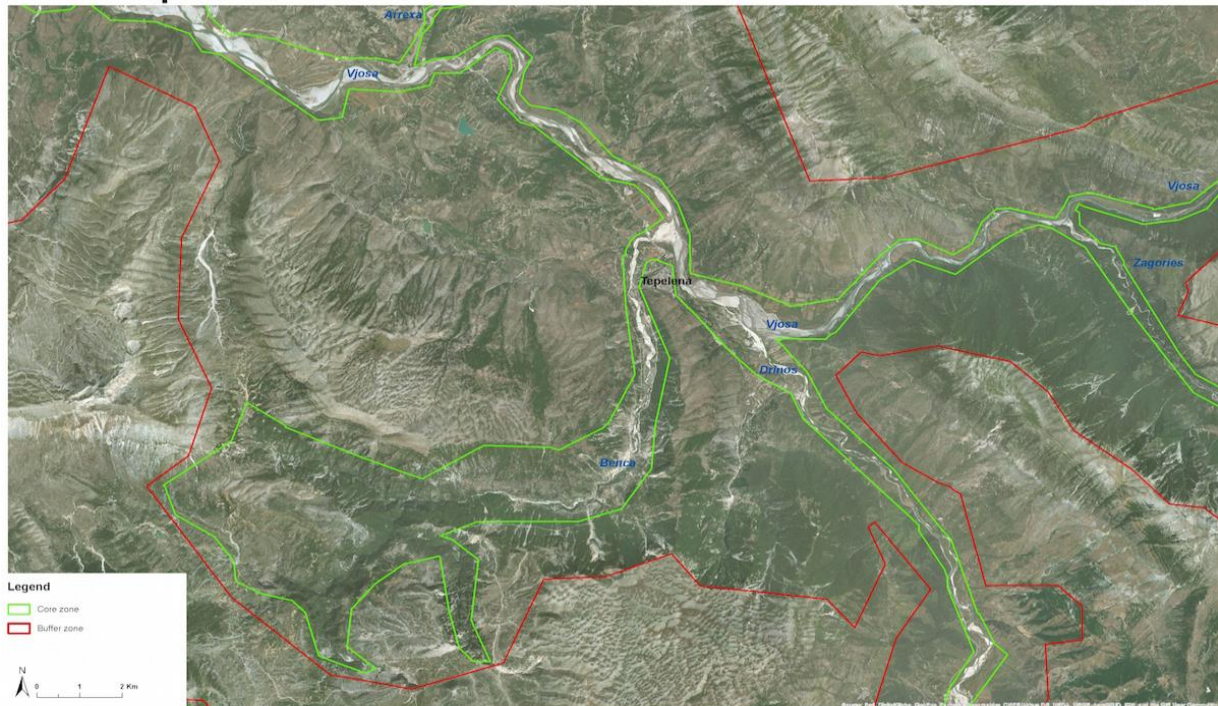 Arrexa
Vjosa
Vjosa
Zagories
Tepelena
Vjosa
Drinos
Benca
Legend
Core zone
Buffer zone
N
0 1 2 Km